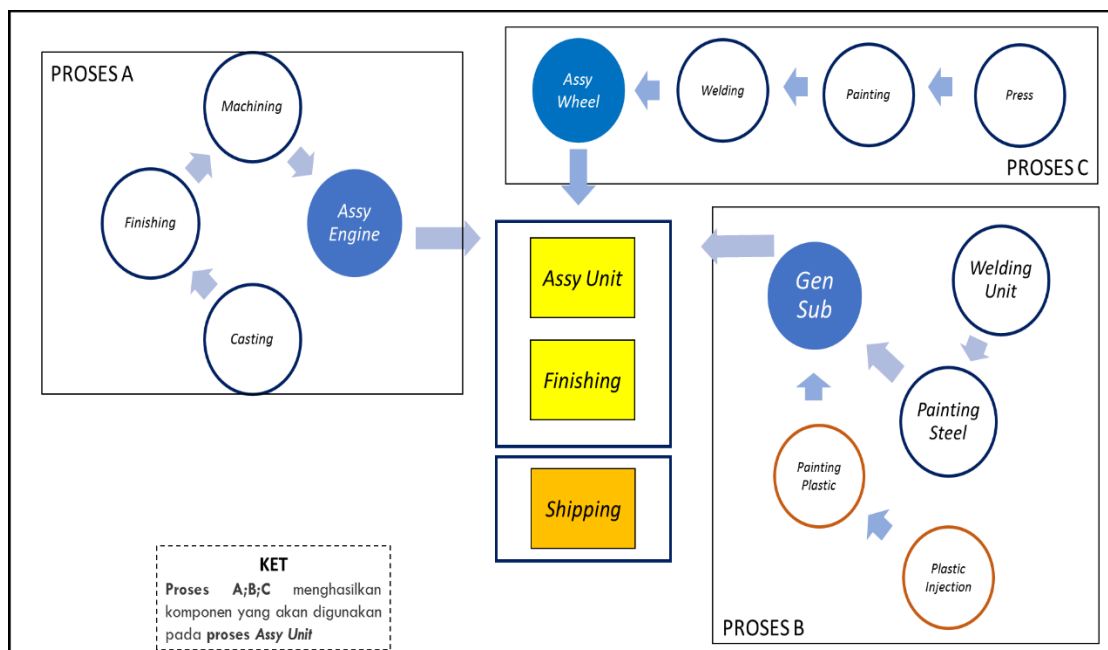 PROSES A
Machining
Finishing
Assy
Engine
Casting
Assy
Wheel
Welding
Painting
Press
PROSES C
Assy Unit
Finishing
Shipping
Gen
Sub
Welding
Unit
Painting
Steel
Painting
Plastic
Plastic
Injection
PROSES B
KET
Proses A;B;C menghasilkan
komponen yang akan digunakan
pada proses Assy Unit